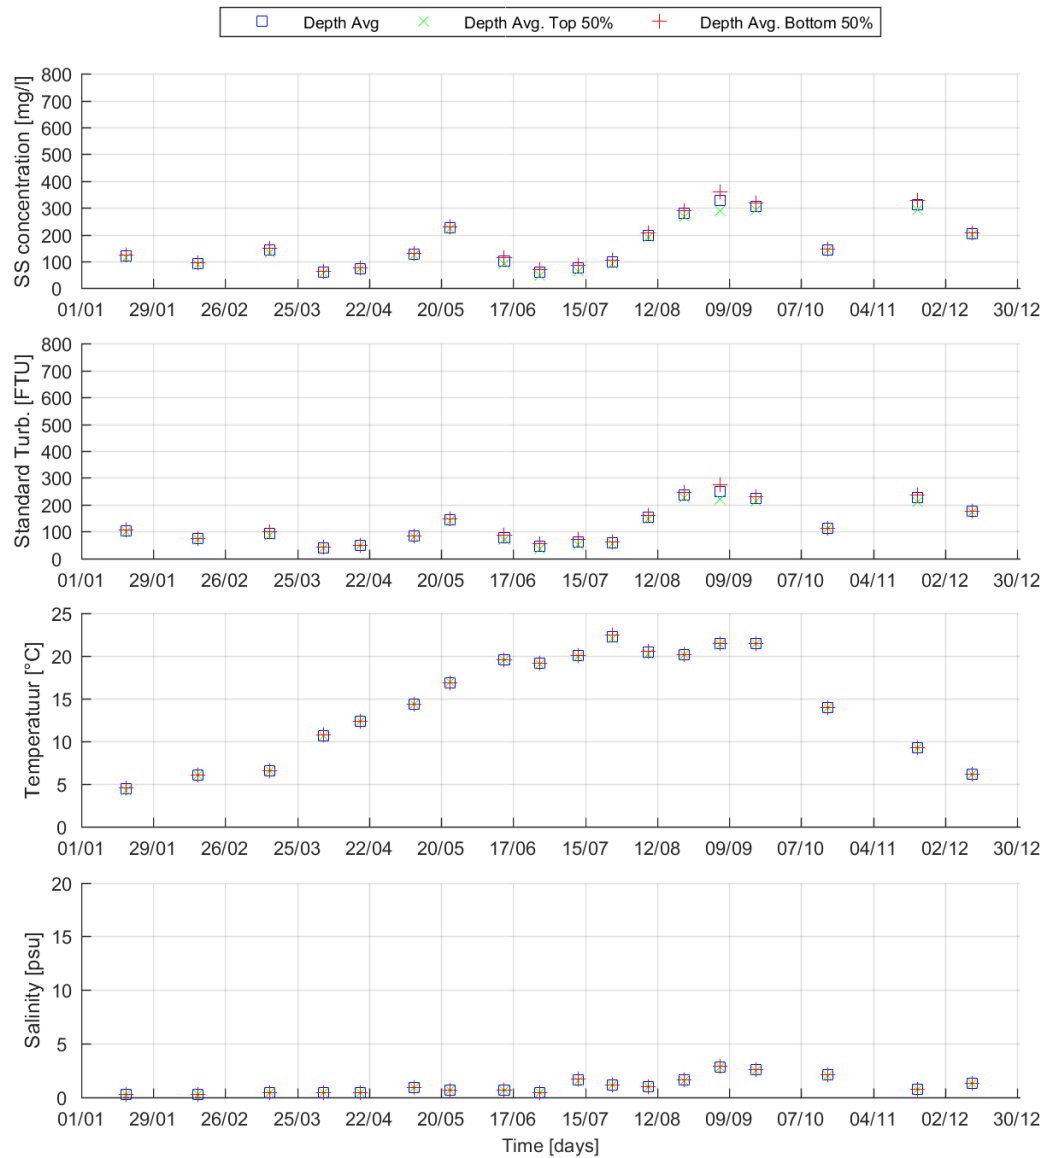 Depth Avg Depth Avg. Top 50% Depth Avg. Bottom 50%
SS concentration [mg/l]
800
700
600
500
400
300
200
100
0
01/01 29/01 26/02 25/03 22/04 20/05 17/06 15/07 12/08 09/09 07/10 04/11 02/12 30/12
Standard Turb. [FTU]
800
700
600
500
400
300
200
100
0
01/01 29/01 26/02 25/03 22/04 20/05 17/06 15/07 12/08 09/09 07/10 04/11 02/12 30/12
Temperatuur [°C]
25
20
15
10
5
0
01/01 29/01 26/02 25/03 22/04 20/05 17/06 15/07 12/08 09/09 07/10 04/11 02/12 30/12
Salinity [psu]
20
15
10
5
0
01/01 29/01 26/02 25/03 22/04 20/05 17/06 15/07 12/08 09/09 07/10 04/11 02/12 30/12
Time [days]